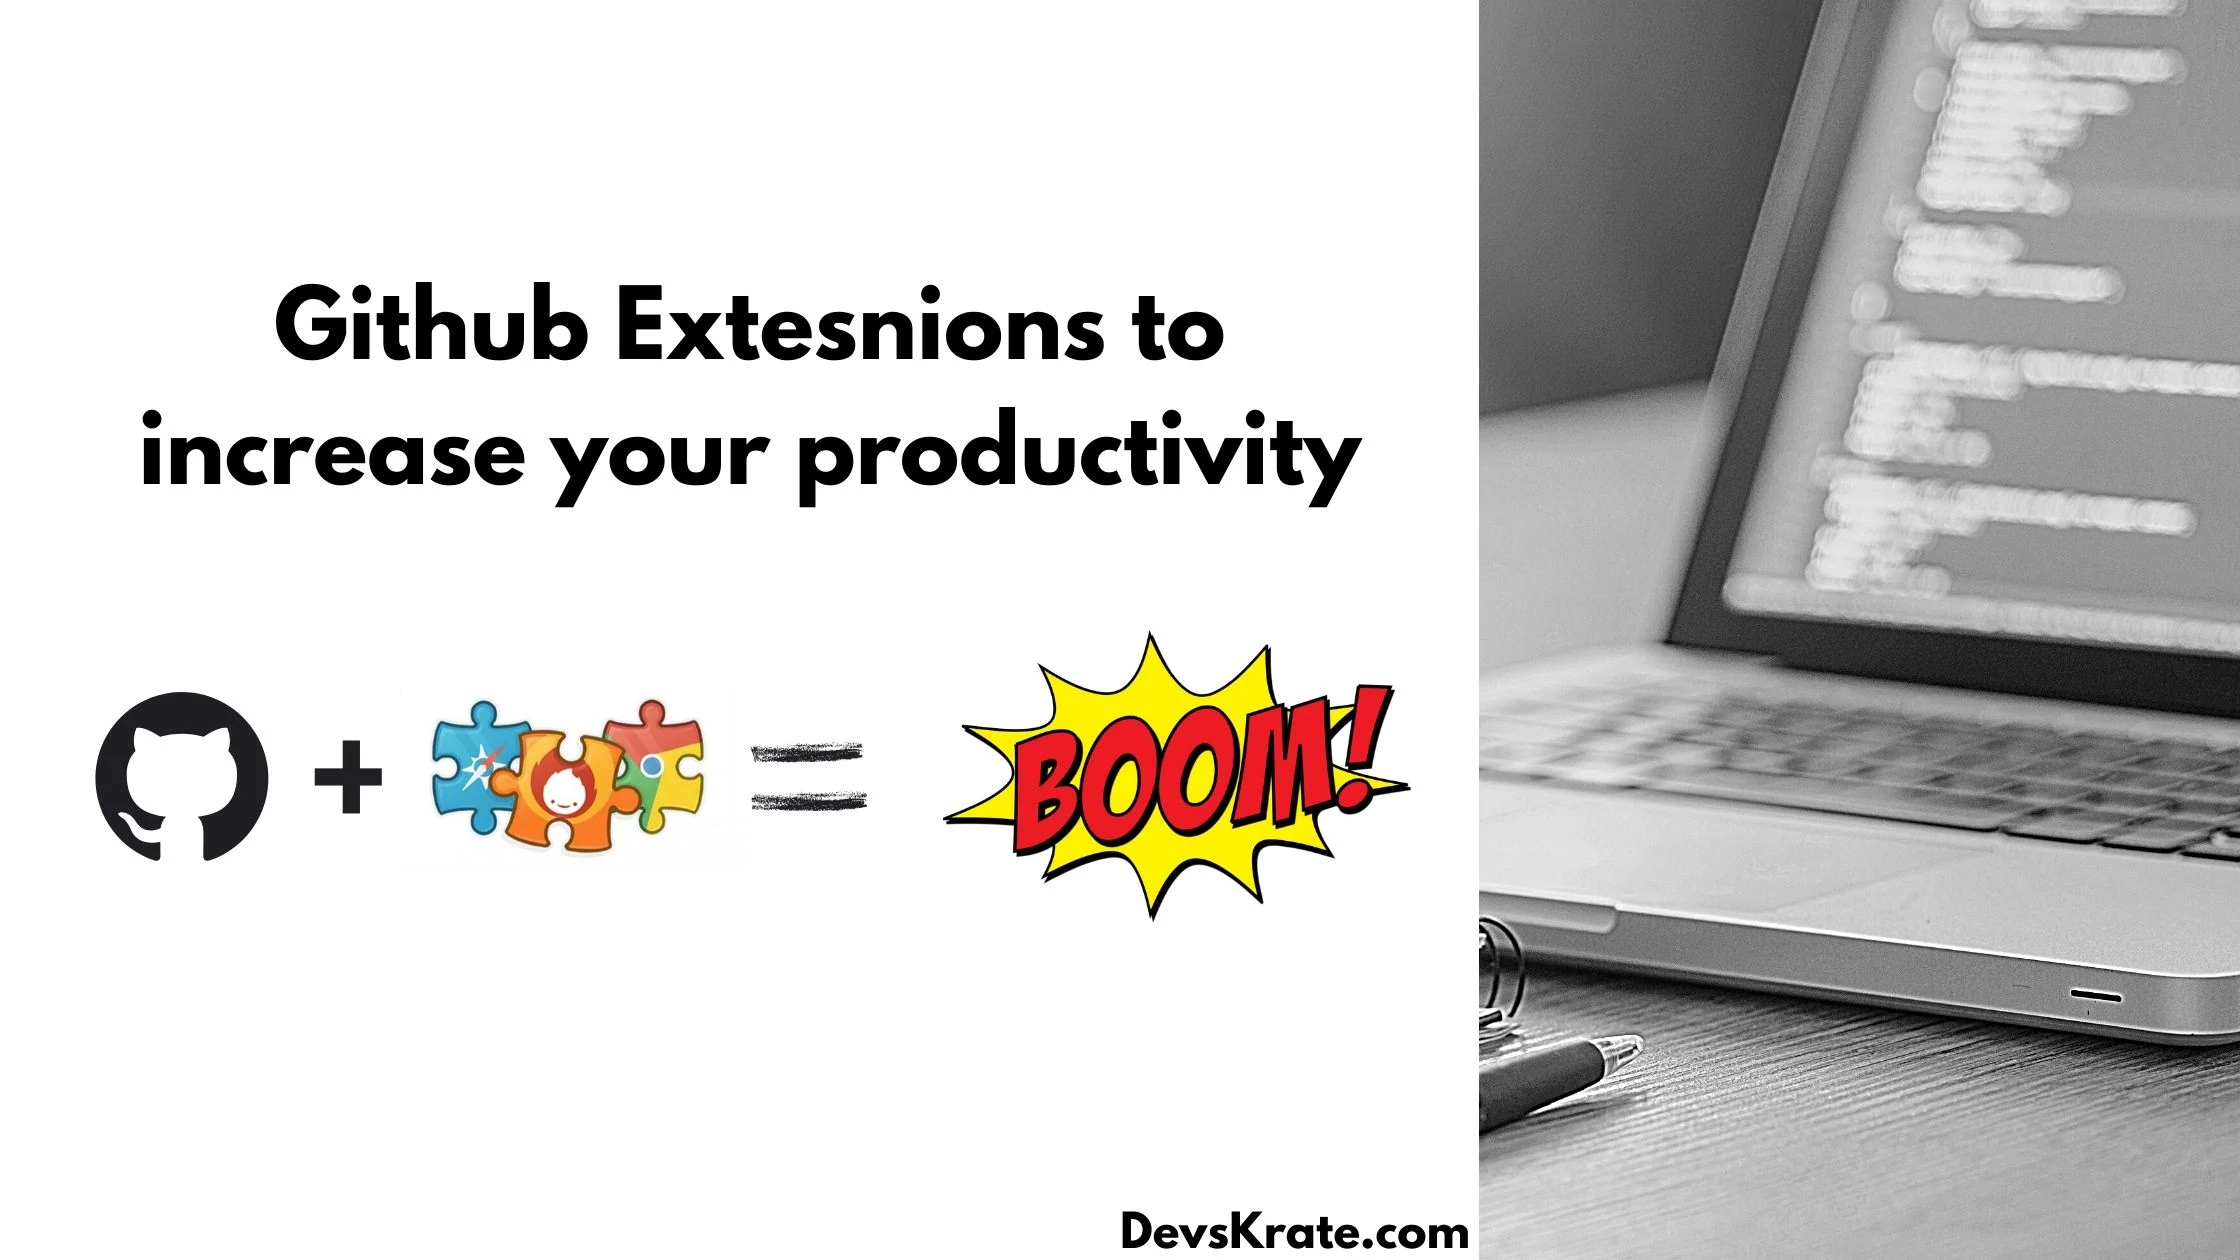 Github Extesnions to
increase your productivity
+
=
BOOM!
DevsKrate.com